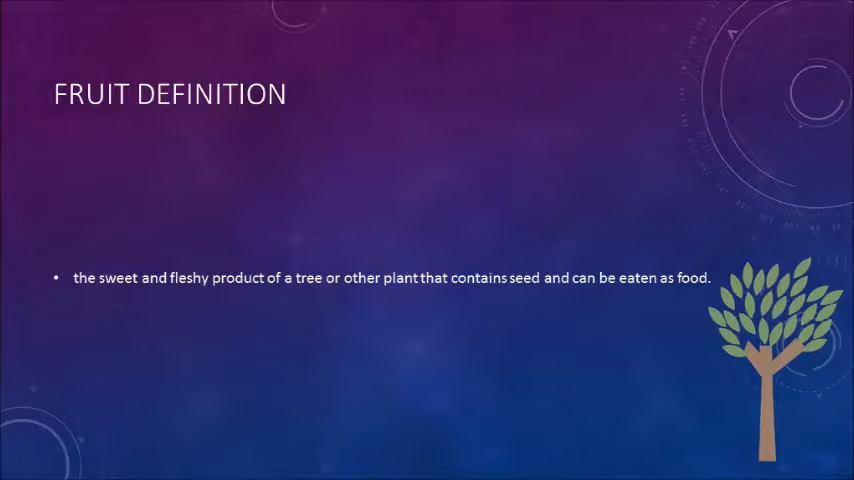 FRUIT DEFINITION
• the sweet and fleshy product of a tree or other plant that contains seed and can be eaten as food.